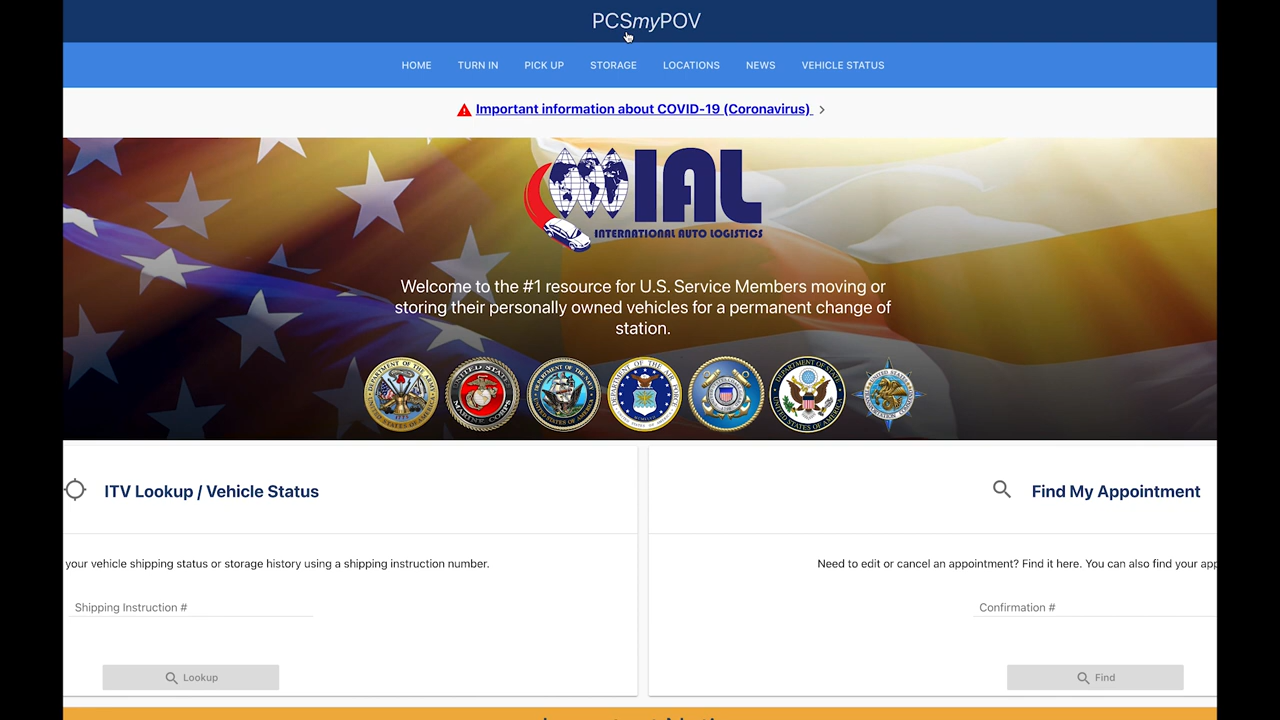 PCSmyPOV
HOME TURN IN PICK UP STORAGE LOCATIONS NEWS VEHICLE STATUS
Important information about COVID-19 (Coronavirus)
IAL
INTERNATIONAL AUTO LOGISTICS
Welcome to the #1 resource for U.S. Service Members moving or
storing their personally owned vehicles for a permanent change of
station.
ITV Lookup / Vehicle Status
Find My Appointment
your vehicle shipping status or storage history using a shipping instruction number.
Need to edit or cancel an appointment? Find it here. You can also find your app
Shipping Instruction #
Confirmation #
Lookup
Find